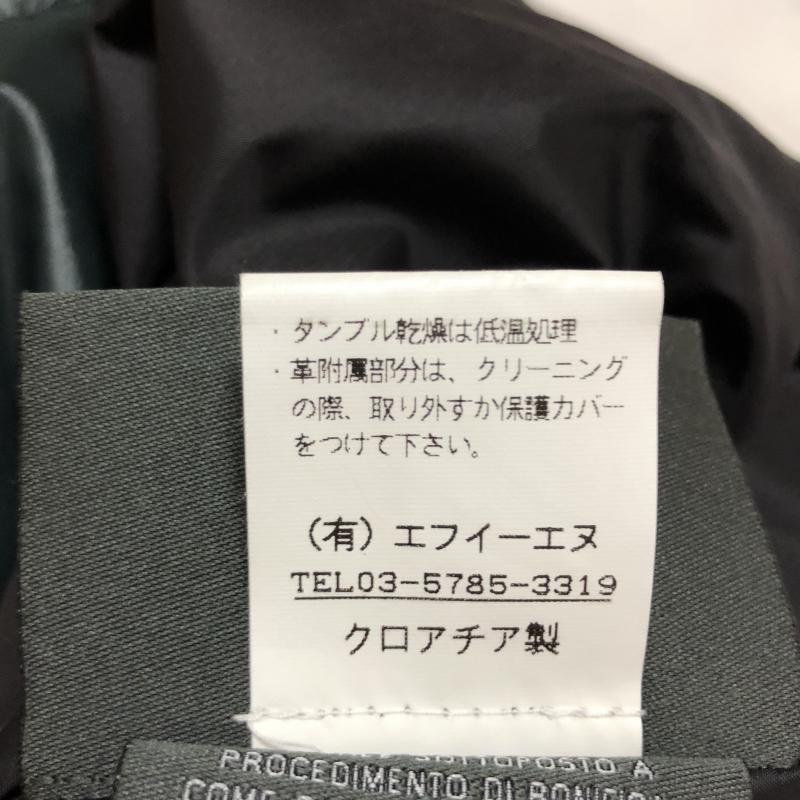 ・タンブル乾燥は低温処理
・革附属部分は、クリーニング
の際、取り外すか保護カバー
をつけて下さい。
(有)エフイーエヌ
TEL03-5785-3319
クロアチア製
SOTTOPOSTO A
PROCEDIMENTO DI BONIFICA
COME